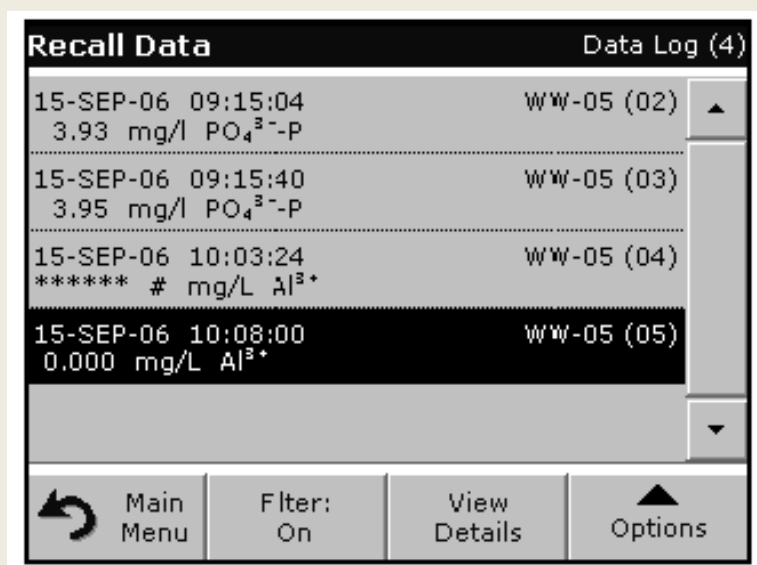 Recall Data Data Log (4)
15-SEP-06 09:15:04 WW-05 (02)
3.93 mg/l PO₄³⁻-P
15-SEP-06 09:15:40 WW-05 (03)
3.95 mg/l PO₄³⁻-P
15-SEP-06 10:03:24 WW-05 (04)
****** # mg/L Al³⁺
15-SEP-06 10:08:00 WW-05 (05)
0.000 mg/L Al³⁺
Main Menu
Flter: On
View Details
Options